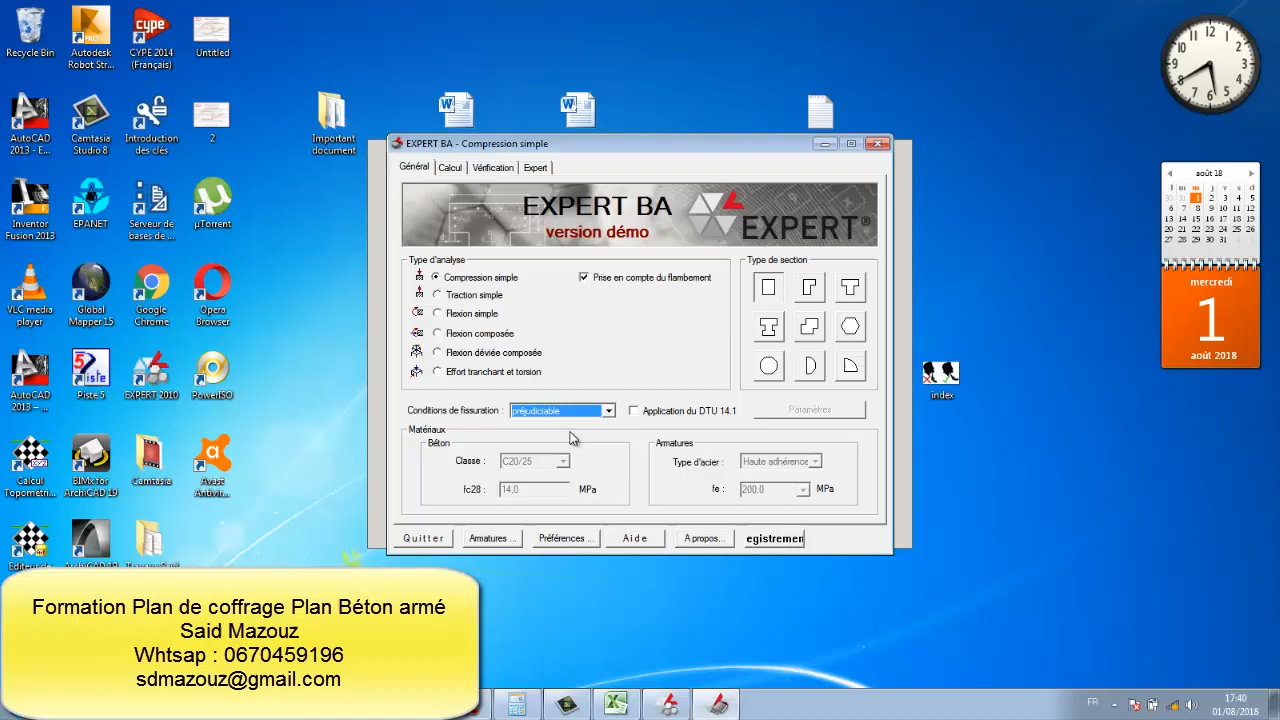 Recycle Bin
Autodesk
Robot Str...
CYPE 2014
(Français)
Untitled
AutoCAD
2013 - E...
Camtasia
Studio 8
Introduction
des clés
2
Important
document
Inventor
Fusion 2013
EPANET
Serveur de
bases de ...
µTorrent
VLC media
player
Global
Mapper 15
Google
Chrome
Opera
Browser
AutoCAD
2013 – ...
Piste 5
EXPERT 2010
PowerISO
Calcul
Topométri...
BIMx for
ArchiCAD 19
Camtasia
Avast
Antivir...
index
EXPERT BA - Compression simple
Général
Calcul
Vérification
Expert
EXPERT BA
version démo
EXPERT®
Type d'analyse
Compression simple
Prise en compte du flambement
Traction simple
Flexion simple
Flexion composée
Flexion déviée composée
Effort tranchant et torsion
Type de section
Conditions de fissuration :
préjudiciable
Application du DTU 14.1
Paramètres
Matériaux
Béton
Classe :
C20/25
fc28 :
14,0
MPa
Armatures
Type d'acier :
Haute adhérence
fe :
200,0
MPa
Quitter
Armatures ...
Préférences ...
Aide
A propos...
egistremen
août 18
mercredi
1
août 2018
Formation Plan de coffrage Plan Béton armé
Said Mazouz
Whtsap : 0670459196
sdmazouz@gmail.com
FR
17:40
01/08/2018